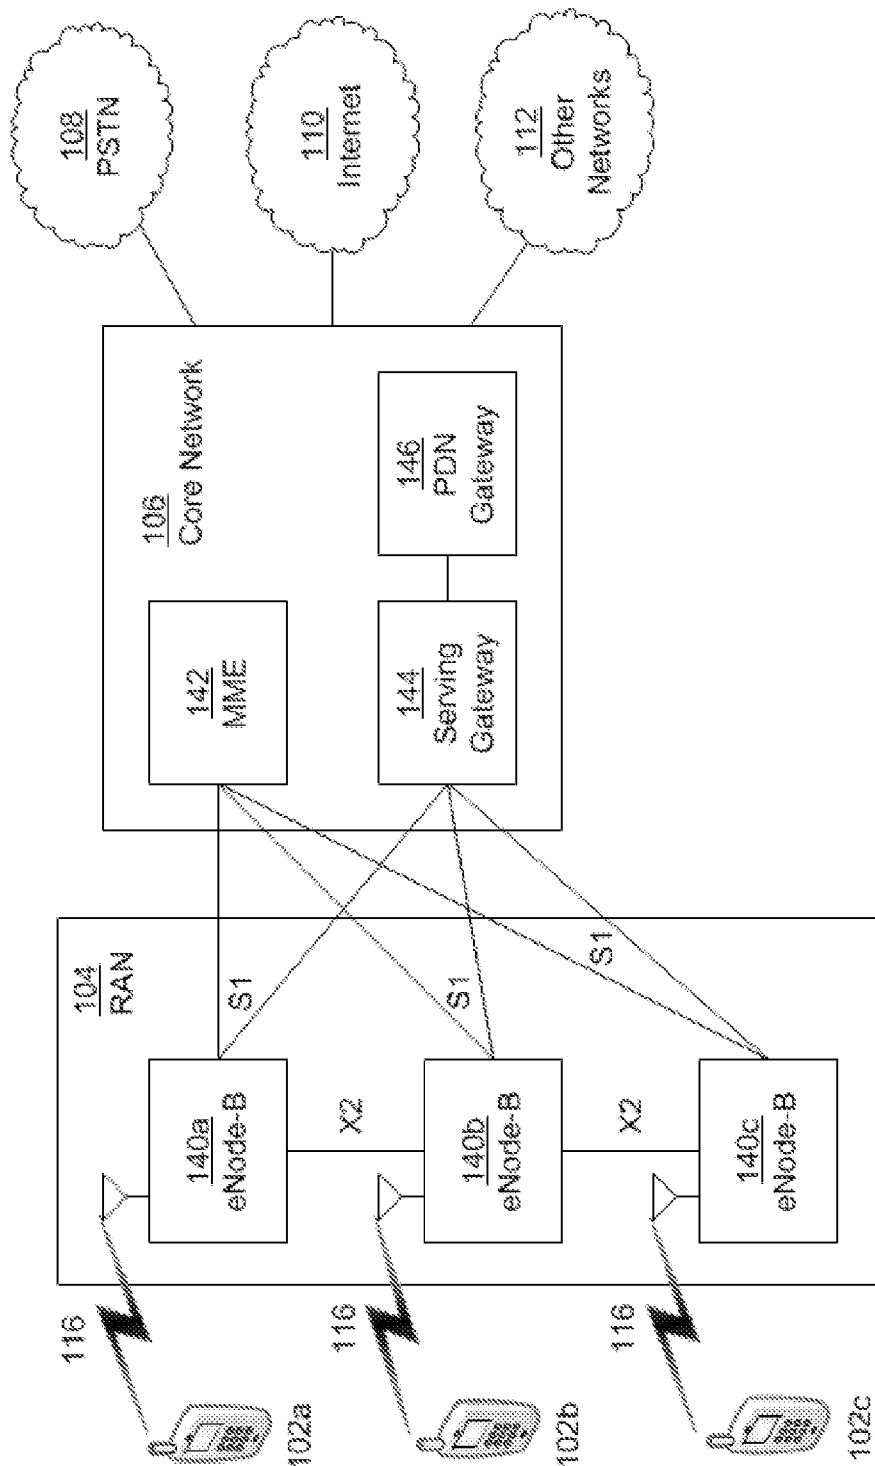 102a
116
104
RAN
140a
eNode-B
S1
X2
102b
116
140b
eNode-B
S1
X2
102c
116
140c
eNode-B
S1
106
Core Network
142
MME
144
Serving
Gateway
146
PDN
Gateway
108
PSTN
110
Internet
112
Other
Networks